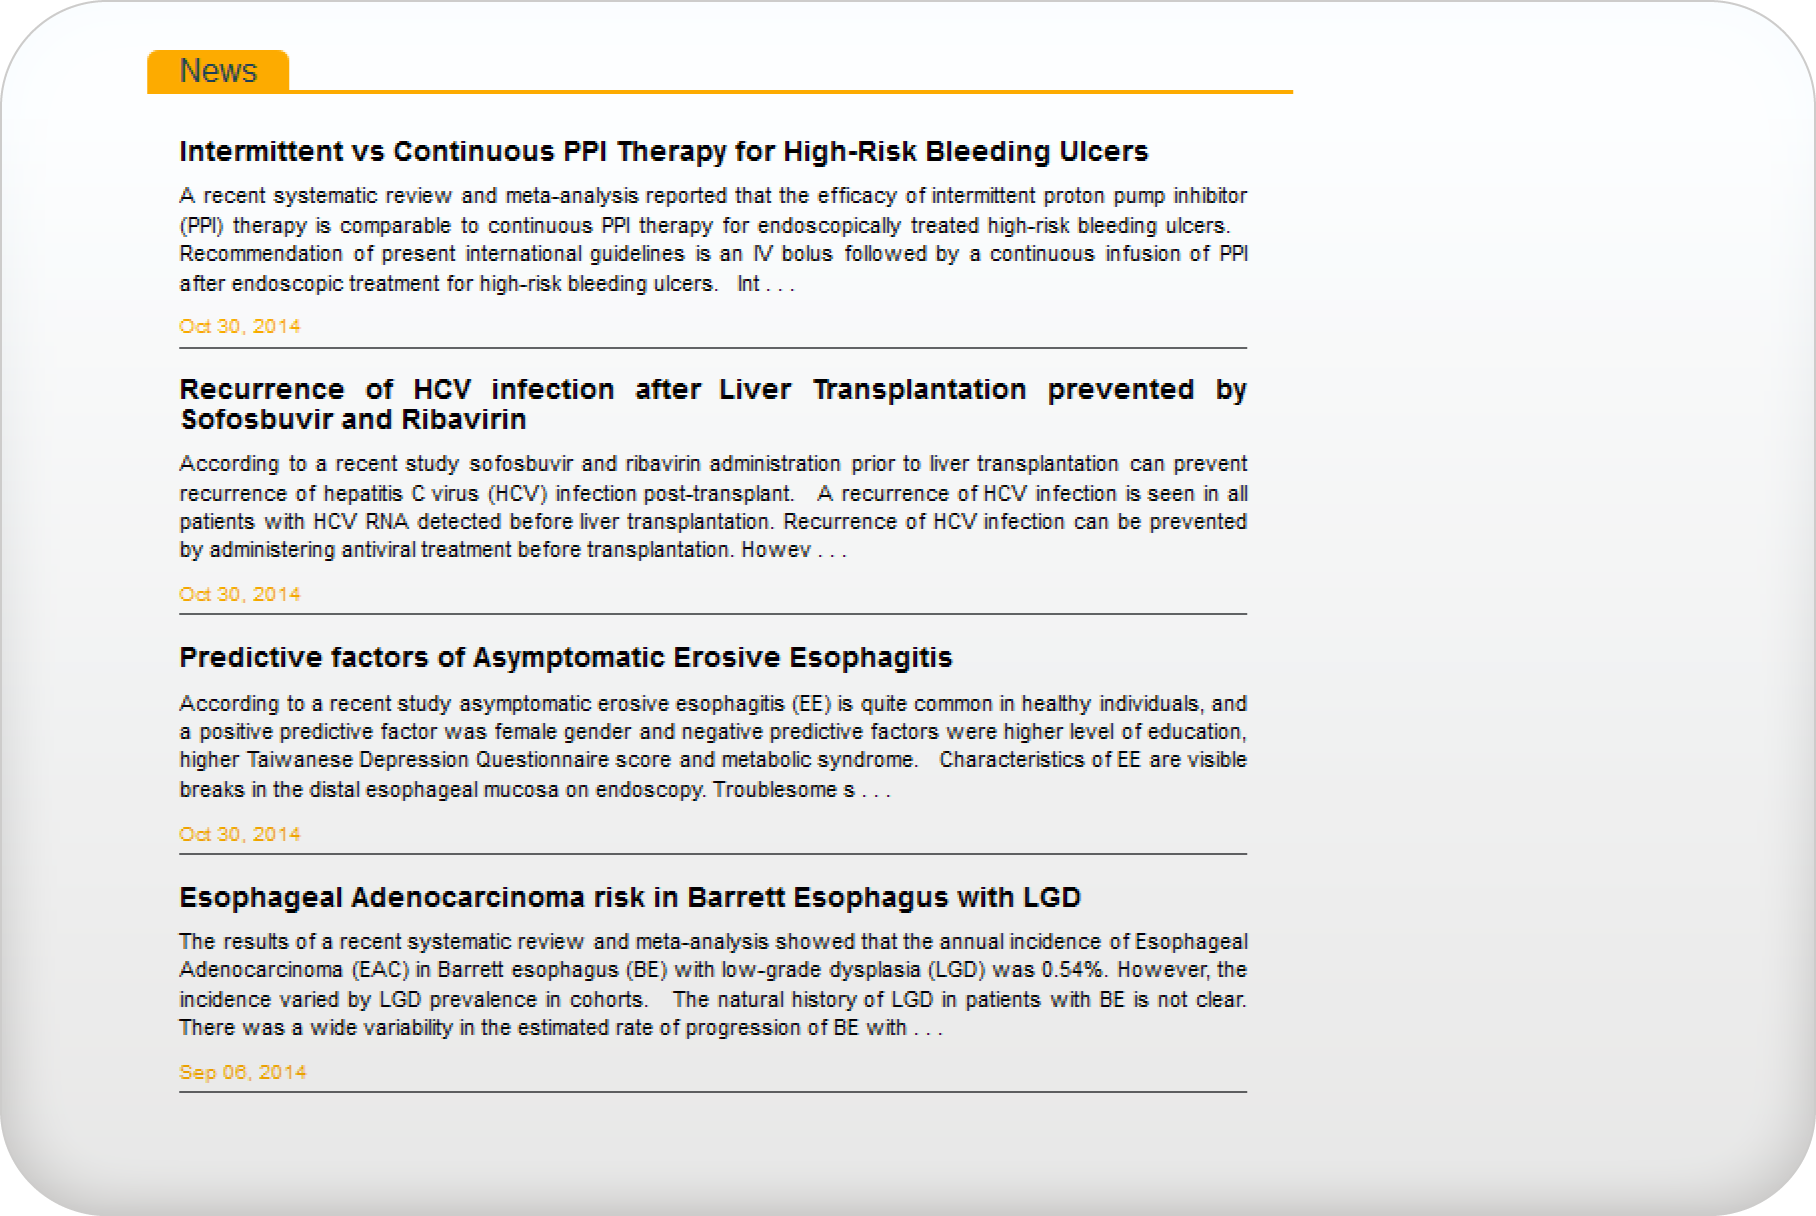 News
Intermittent vs Continuous PPI Therapy for High-Risk Bleeding Ulcers
A recent systematic review and meta-analysis reported that the efficacy of intermittent proton pump inhibitor
(PPI) therapy is comparable to continuous PPI therapy for endoscopically treated high-risk bleeding ulcers.
Recommendation of present international guidelines is an IV bolus followed by a continuous infusion of PPI
after endoscopic treatment for high-risk bleeding ulcers. Int . . .
Oct 30, 2014
Recurrence of HCV infection after Liver Transplantation prevented by
Sofosbuvir and Ribavirin
According to a recent study sofosbuvir and ribavirin administration prior to liver transplantation can prevent
recurrence of hepatitis C virus (HCV) infection post-transplant. A recurrence of HCV infection is seen in all
patients with HCV RNA detected before liver transplantation. Recurrence of HCV infection can be prevented
by administering antiviral treatment before transplantation. Howev . . .
Oct 30, 2014
Predictive factors of Asymptomatic Erosive Esophagitis
According to a recent study asymptomatic erosive esophagitis (EE) is quite common in healthy individuals, and
a positive predictive factor was female gender and negative predictive factors were higher level of education,
higher Taiwanese Depression Questionnaire score and metabolic syndrome. Characteristics of EE are visible
breaks in the distal esophageal mucosa on endoscopy. Troublesome s . . .
Oct 30, 2014
Esophageal Adenocarcinoma risk in Barrett Esophagus with LGD
The results of a recent systematic review and meta-analysis showed that the annual incidence of Esophageal
Adenocarcinoma (EAC) in Barrett esophagus (BE) with low-grade dysplasia (LGD) was 0.54%. However, the
incidence varied by LGD prevalence in cohorts. The natural history of LGD in patients with BE is not clear.
There was a wide variability in the estimated rate of progression of BE with . . .
Sep 06, 2014